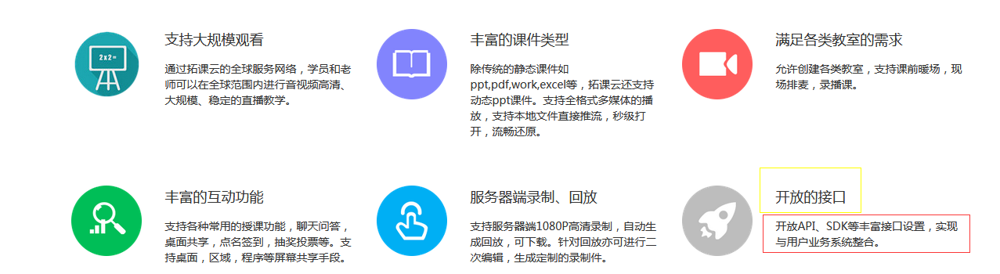 支持大规模观看
通过拓课云的全球服务网络，学员和老
师可以在全球范围内进行音视频高清、
大规模、稳定的直播教学。
丰富的课件类型
除传统的静态课件如
ppt,pdf,work,excel等，拓课云还支持
动态ppt课件。支持全格式多媒体的播
放，支持本地文件直接推流，秒级打
开，流畅还原。
满足各类教室的需求
允许创建各类教室，支持课前暖场，现
场排麦，录播课。
2x2=
丰富的互动功能
支持各种常用的授课功能，聊天问答，
桌面共享，点名签到，抽奖投票等。支
持桌面，区域，程序等屏幕共享手段。
服务器端录制、回放
支持服务器端1080P高清录制，自动生
成回放，可下载。针对回放亦可进行二
次编辑，生成定制的录制件。
开放的接口
开放API、SDK等丰富接口设置，实现
与用户业务系统整合。